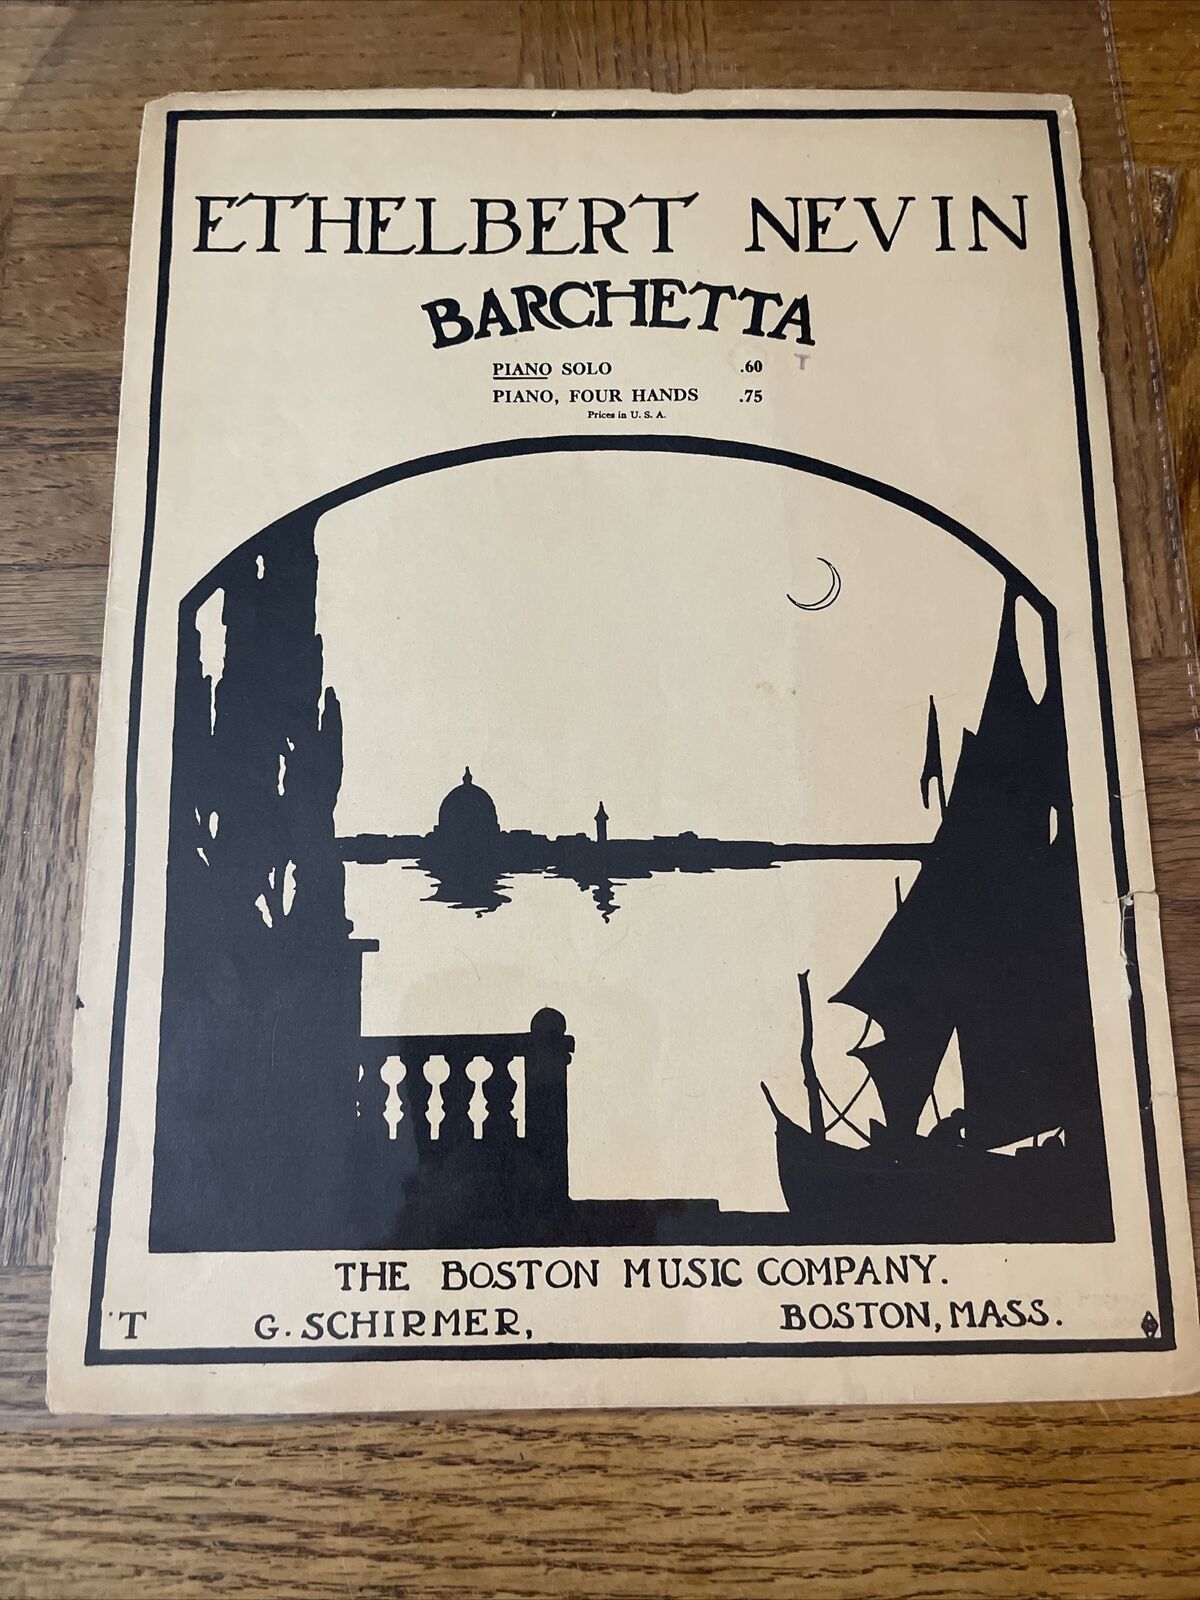 ETHELBERT NEVIN
BARCHETTA
PIANO SOLO .60 T
PIANO, FOUR HANDS .75
Prices in U. S. A.
THE BOSTON MUSIC COMPANY.
T G. SCHIRMER, BOSTON, MASS.